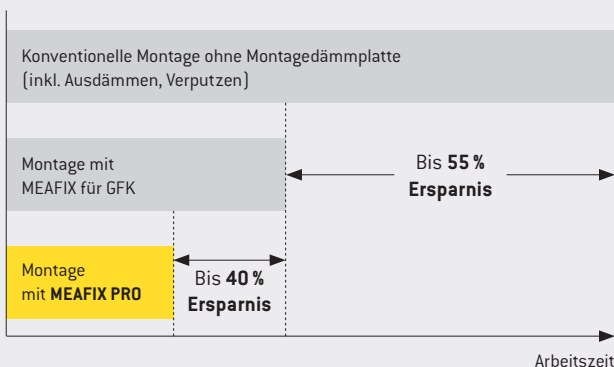 Konventionelle Montage ohne Montagedämmplatte
(inkl. Ausdämmen, Verputzen)
Montage mit
MEAFIX für GFK
Bis 55 %
Ersparnis
Montage
mit MEAFIX PRO
Bis 40 %
Ersparnis
Arbeitszeit